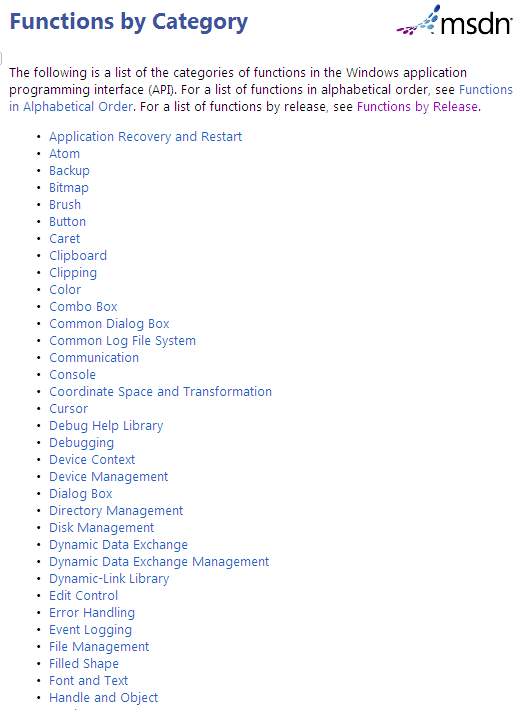 Functions by Category
msdn
The following is a list of the categories of functions in the Windows application
programming interface (API). For a list of functions in alphabetical order, see Functions
in Alphabetical Order. For a list of functions by release, see Functions by Release.
• Application Recovery and Restart
• Atom
• Backup
• Bitmap
• Brush
• Button
• Caret
• Clipboard
• Clipping
• Color
• Combo Box
• Common Dialog Box
• Common Log File System
• Communication
• Console
• Coordinate Space and Transformation
• Cursor
• Debug Help Library
• Debugging
• Device Context
• Device Management
• Dialog Box
• Directory Management
• Disk Management
• Dynamic Data Exchange
• Dynamic Data Exchange Management
• Dynamic-Link Library
• Edit Control
• Error Handling
• Event Logging
• File Management
• Filled Shape
• Font and Text
• Handle and Object